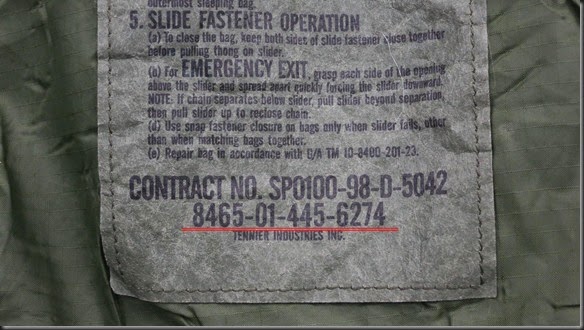 outermost sleeping bag.
5. SLIDE FASTENER OPERATION
(a) To close the bag, keep both sides of slide fastener close together
before pulling thong on slider.
(b) For EMERGENCY EXIT, grasp each side of the opening
above the slider and spread apart quickly forcing the slider downward.
NOTE: If chain separates below slider, pull slider beyond separation,
then pull slider up to reclose chain.
(d) Use snap fastener closure on bags only when slider fails, other
than when matching bags together.
(e) Repair bag in accordance with D/A TM 10-8400-201-23.
CONTRACT NO. SPO100-98-D-5042
8465-01-445-6274
TENNIER INDUSTRIES INC.